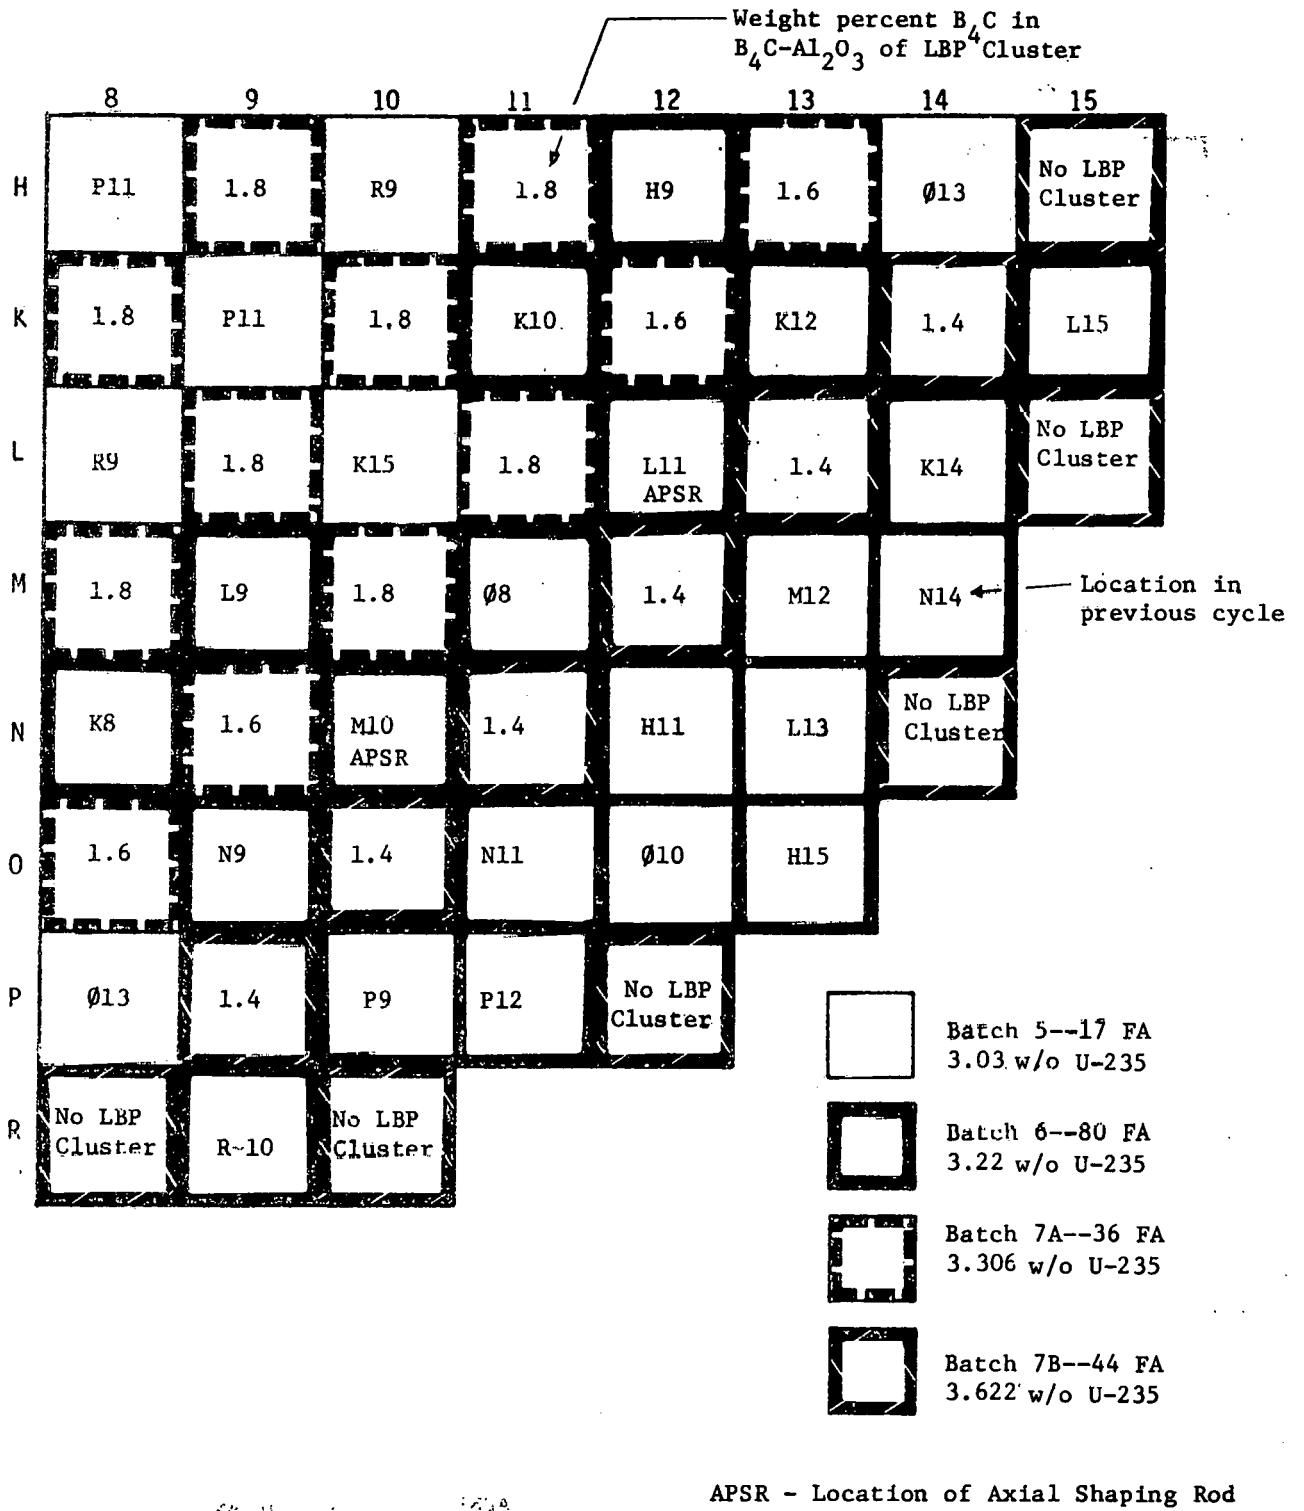 Weight percent B4C in
B4C-Al2O3 of LBP Cluster
8 9 10 11 12 13 14 15
H P11 1.8 R9 1.8 H9 1.6 Ø13 No LBP
Cluster
K 1.8 P11 1.8 K10 1.6 K12 1.4 L15
L R9 1.8 K15 1.8 L11 1.4 K14 No LBP
APSR Cluster
M 1.8 L9 1.8 Ø8 1.4 M12 N14 Location in
previous cycle
N K8 1.6 M10 1.4 H11 L13 No LBP
APSR Cluster
O 1.6 N9 1.4 N11 Ø10 H15
P Ø13 1.4 P9 P12 No LBP
Cluster
R No LBP R-10 No LBP
Cluster Cluster
Batch 5--17 FA
3.03 w/o U-235
Batch 6--80 FA
3.22 w/o U-235
Batch 7A--36 FA
3.306 w/o U-235
Batch 7B--44 FA
3.622 w/o U-235
APSR - Location of Axial Shaping Rod